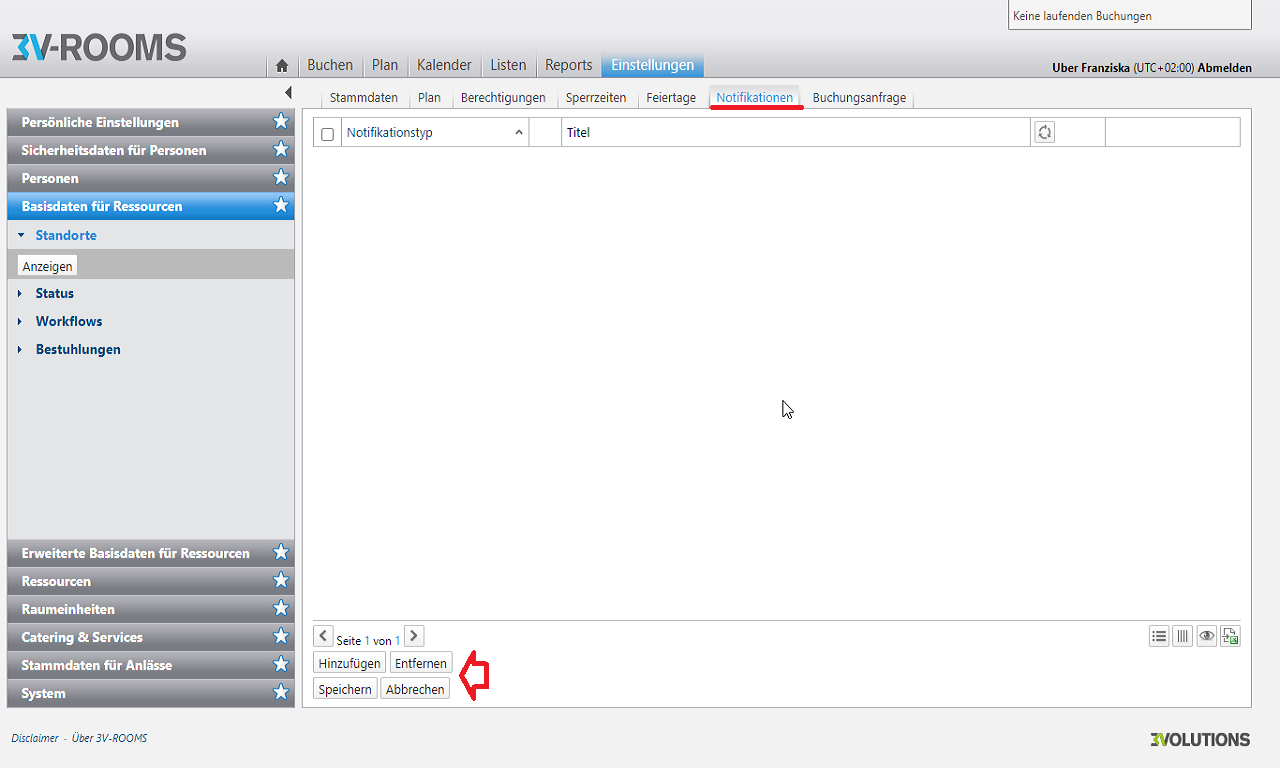 Keine laufenden Buchungen
3V-ROOMS
Buchen Plan Kalender Listen Reports Einstellungen
Uber Franziska (UTC+02:00) Abmelden
Stammdaten Plan Berechtigungen Sperrzeiten Feiertage Notifikationen Buchungsanfrage
Persönliche Einstellungen
Sicherheitsdaten für Personen
Personen
Basisdaten für Ressourcen
Standorte
Anzeigen
Status
Workflows
Bestuhlungen
Erweiterte Basisdaten für Ressourcen
Ressourcen
Raumeinheiten
Catering & Services
Stammdaten für Anlässe
System
Notifikationstyp Titel
Seite 1 von 1
Hinzufügen Entfernen
Speichern Abbrechen
Disclaimer - Über 3V-ROOMS
3VOLUTIONS